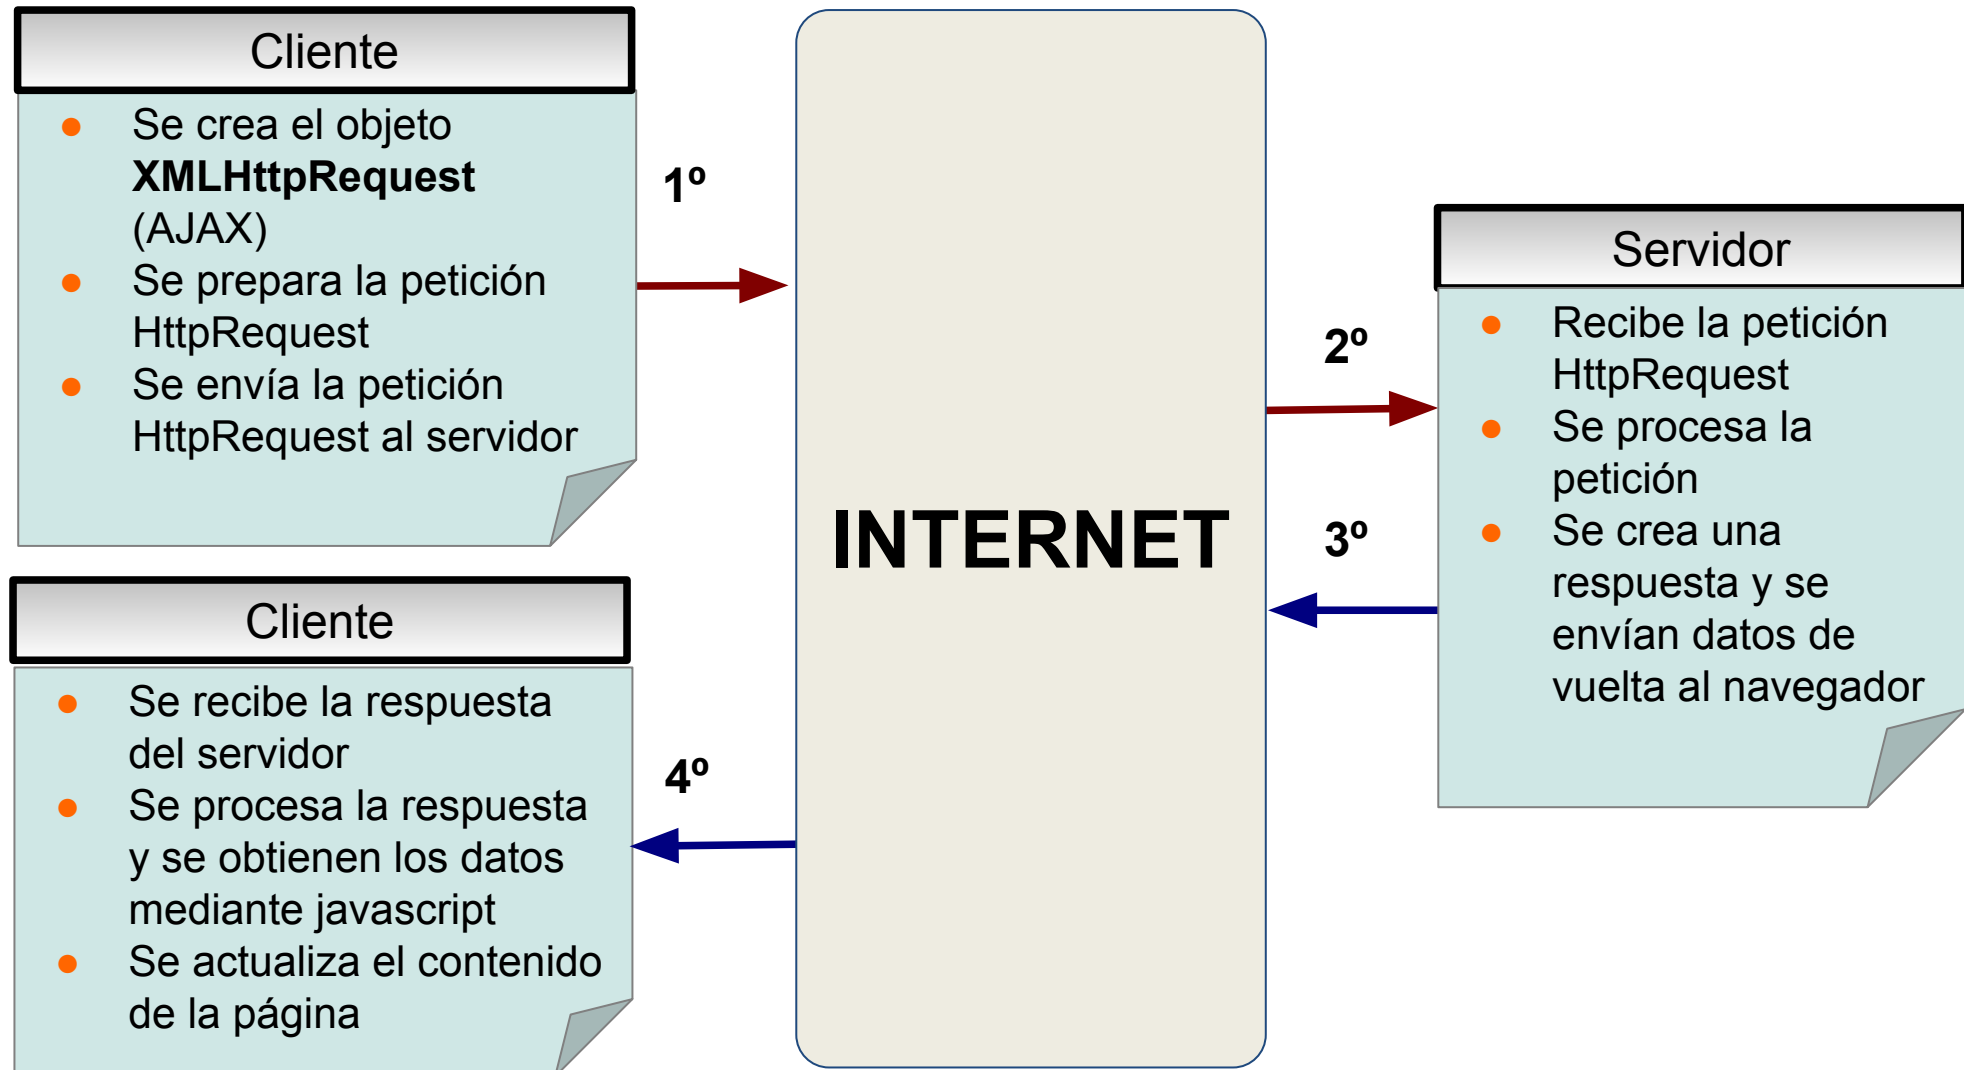 Cliente
● Se crea el objeto
XMLHttpRequest
(AJAX)
● Se prepara la petición
HttpRequest
● Se envía la petición
HttpRequest al servidor
1º
INTERNET
2º
3º
Servidor
● Recibe la petición
HttpRequest
● Se procesa la
petición
● Se crea una
respuesta y se
envían datos de
vuelta al navegador
Cliente
● Se recibe la respuesta
del servidor
● Se procesa la respuesta
y se obtienen los datos
mediante javascript
● Se actualiza el contenido
de la página
4º